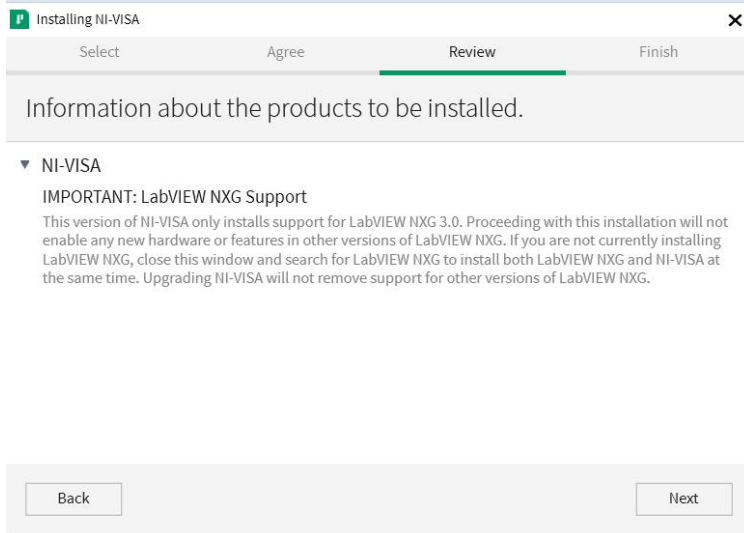 Installing NI-VISA
Select Agree Review Finish
Information about the products to be installed.
NI-VISA
IMPORTANT: LabVIEW NXG Support
This version of NI-VISA only installs support for LabVIEW NXG 3.0. Proceeding with this installation will not
enable any new hardware or features in other versions of LabVIEW NXG. If you are not currently installing
LabVIEW NXG, close this window and search for LabVIEW NXG to install both LabVIEW NXG and NI-VISA at
the same time. Upgrading NI-VISA will not remove support for other versions of LabVIEW NXG.
Back Next